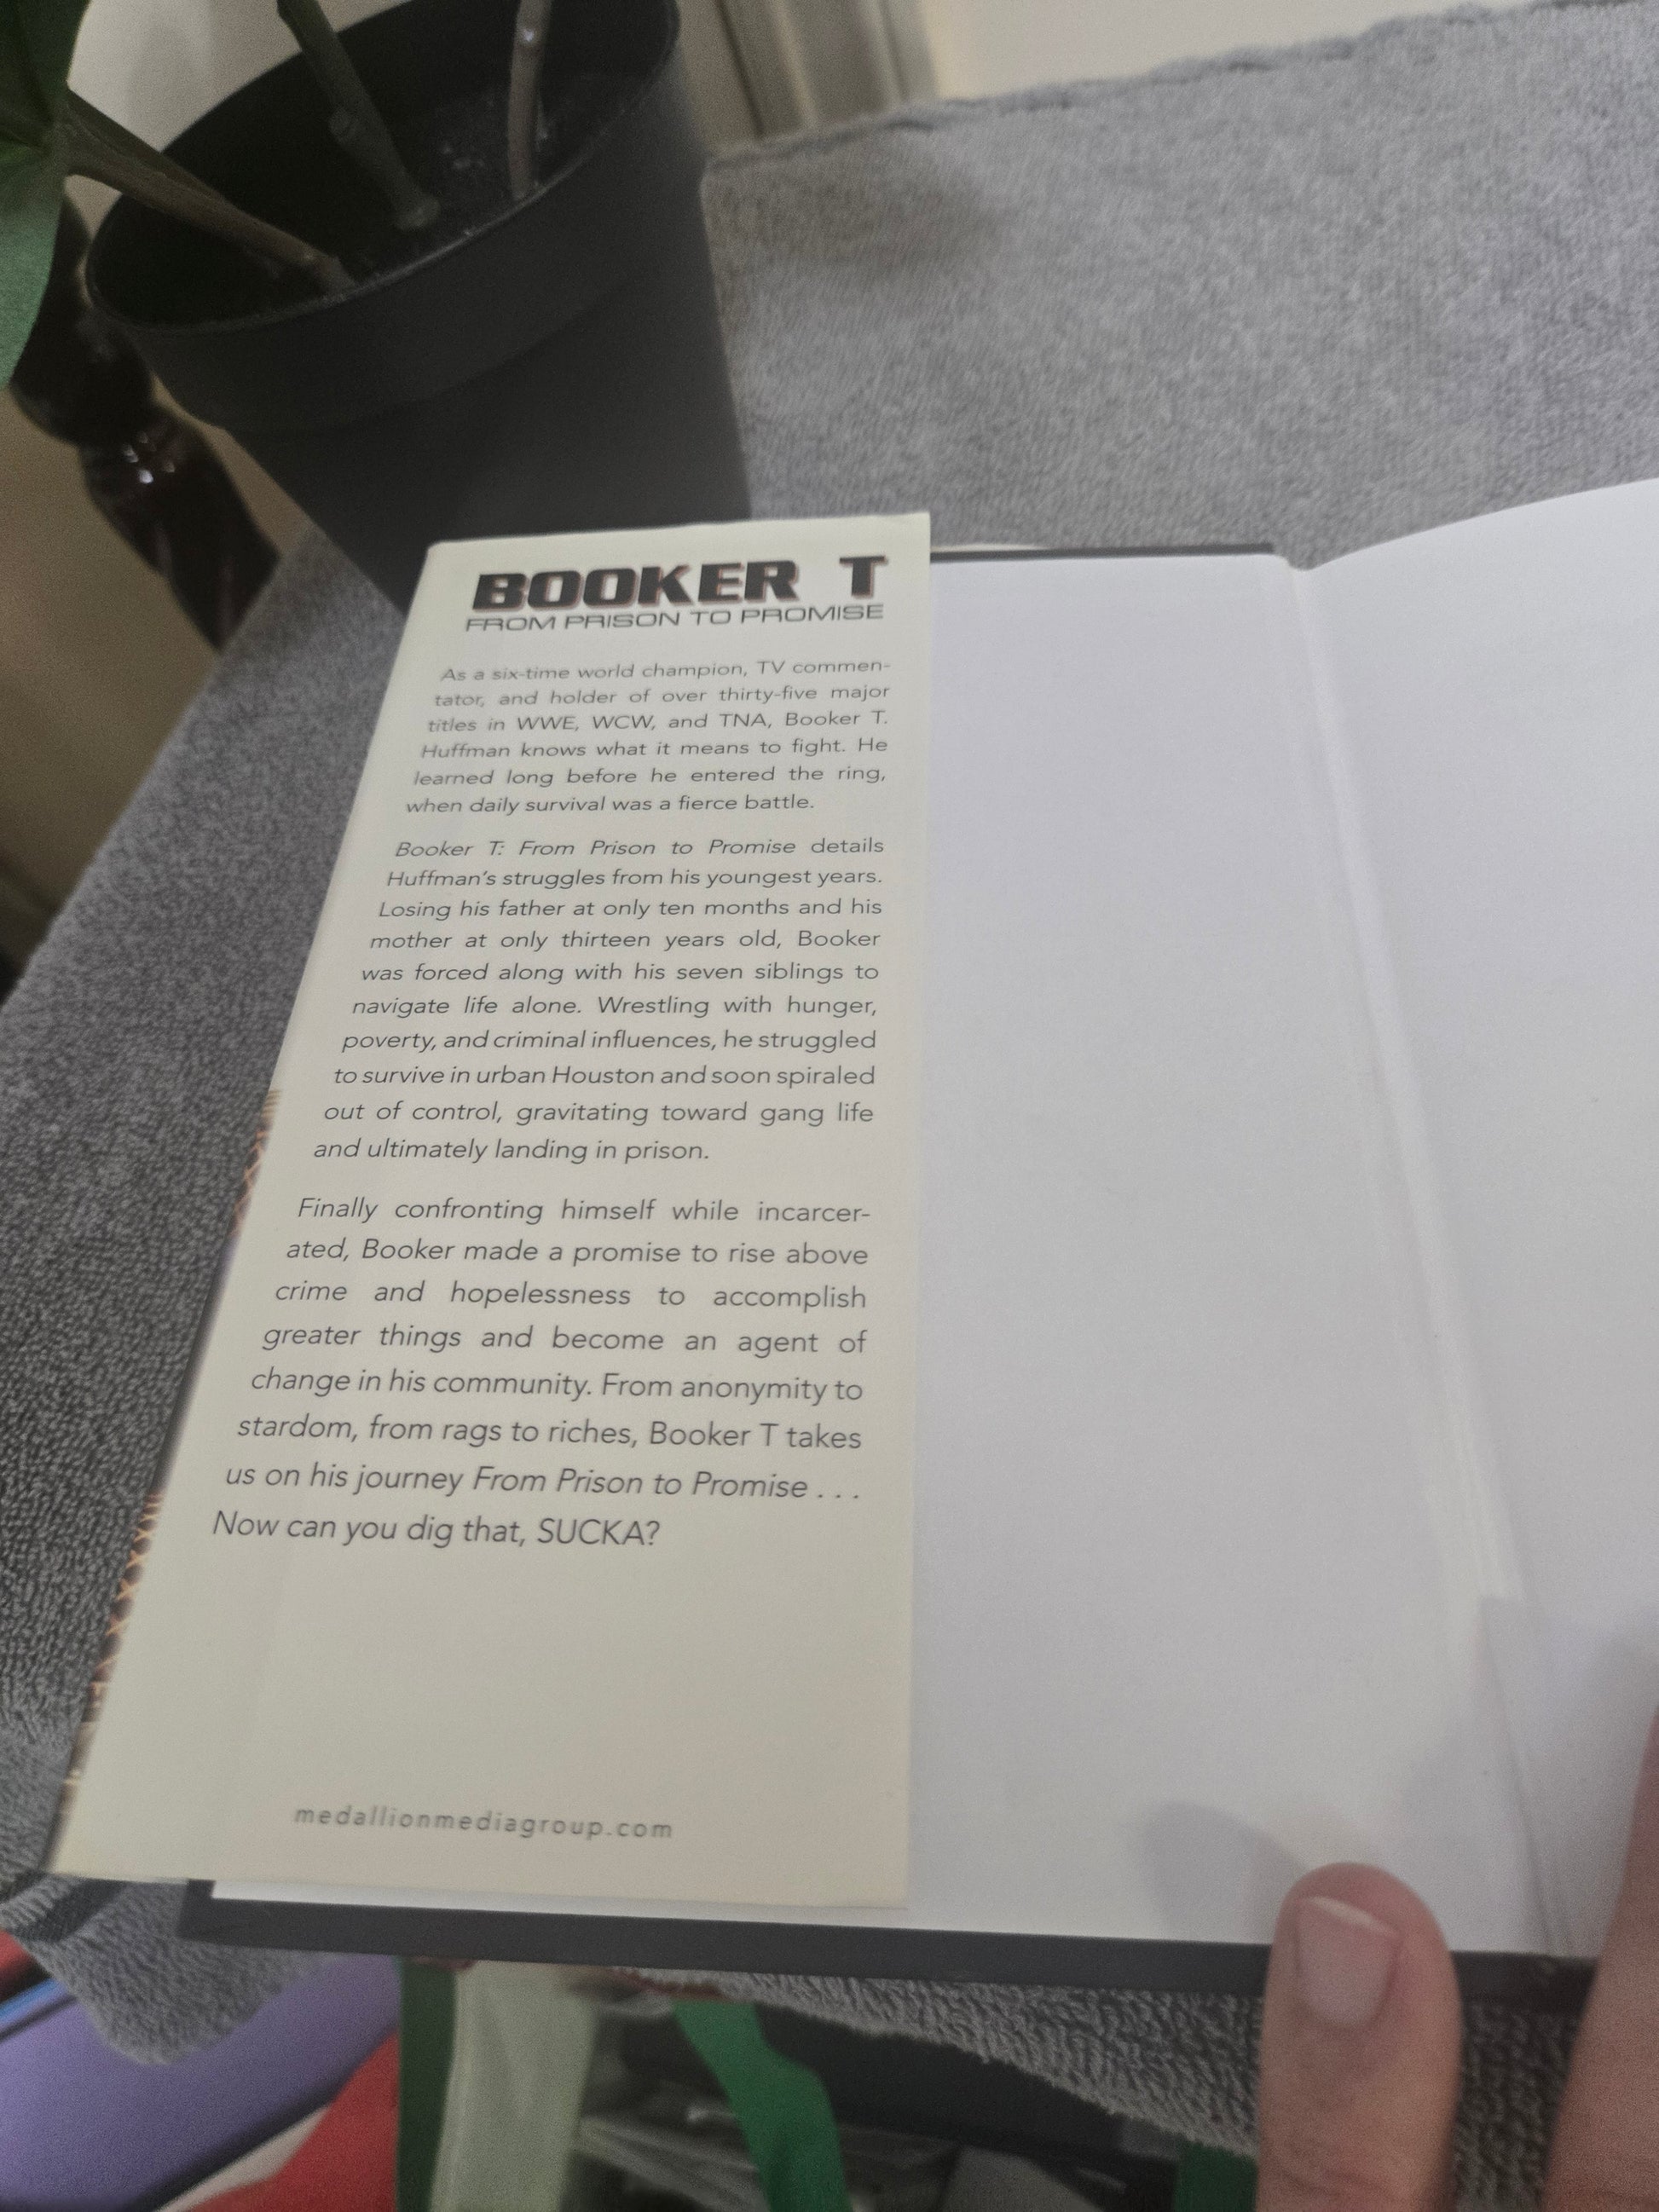 BOOKER T
FROM PRISON TO PROMISE
As a six-time world champion, TV commen-
tator, and holder of over thirty-five major
titles in WWE, WCW, and TNA, Booker T.
Huffman knows what it means to fight. He
learned long before he entered the ring,
when daily survival was a fierce battle.
Booker T: From Prison to Promise details
Huffman's struggles from his youngest years.
Losing his father at only ten months and his
mother at only thirteen years old, Booker
was forced along with his seven siblings to
navigate life alone. Wrestling with hunger,
poverty, and criminal influences, he struggled
to survive in urban Houston and soon spiraled
out of control, gravitating toward gang life
and ultimately landing in prison.
Finally confronting himself while incarcer-
ated, Booker made a promise to rise above
crime and hopelessness to accomplish
greater things and become an agent of
change in his community. From anonymity to
stardom, from rags to riches, Booker T takes
us on his journey From Prison to Promise . . .
Now can you dig that, SUCKA?
medallionmediagroup.com